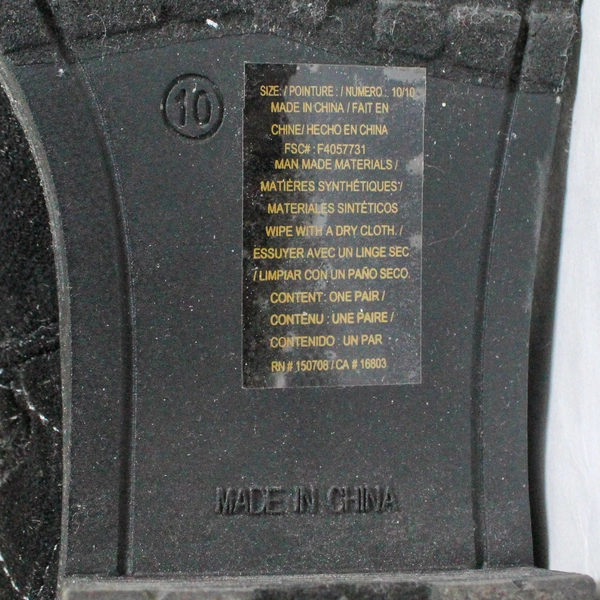 10
SIZE: / POINTURE : / NUMERO : 10/10
MADE IN CHINA / FAIT EN
CHINE/ HECHO EN CHINA
FSC# : F4057731
MAN MADE MATERIALS /
MATIÈRES SYNTHÉTIQUES /
MATERIALES SINTÉTICOS
WIPE WITH A DRY CLOTH. /
ESSUYER AVEC UN LINGE SEC
/ LIMPIAR CON UN PAÑO SECO.
CONTENT : ONE PAIR /
CONTENU : UNE PAIRE /
CONTENIDO : UN PAR
RN # 150708 / CA # 16803
MADE IN CHINA